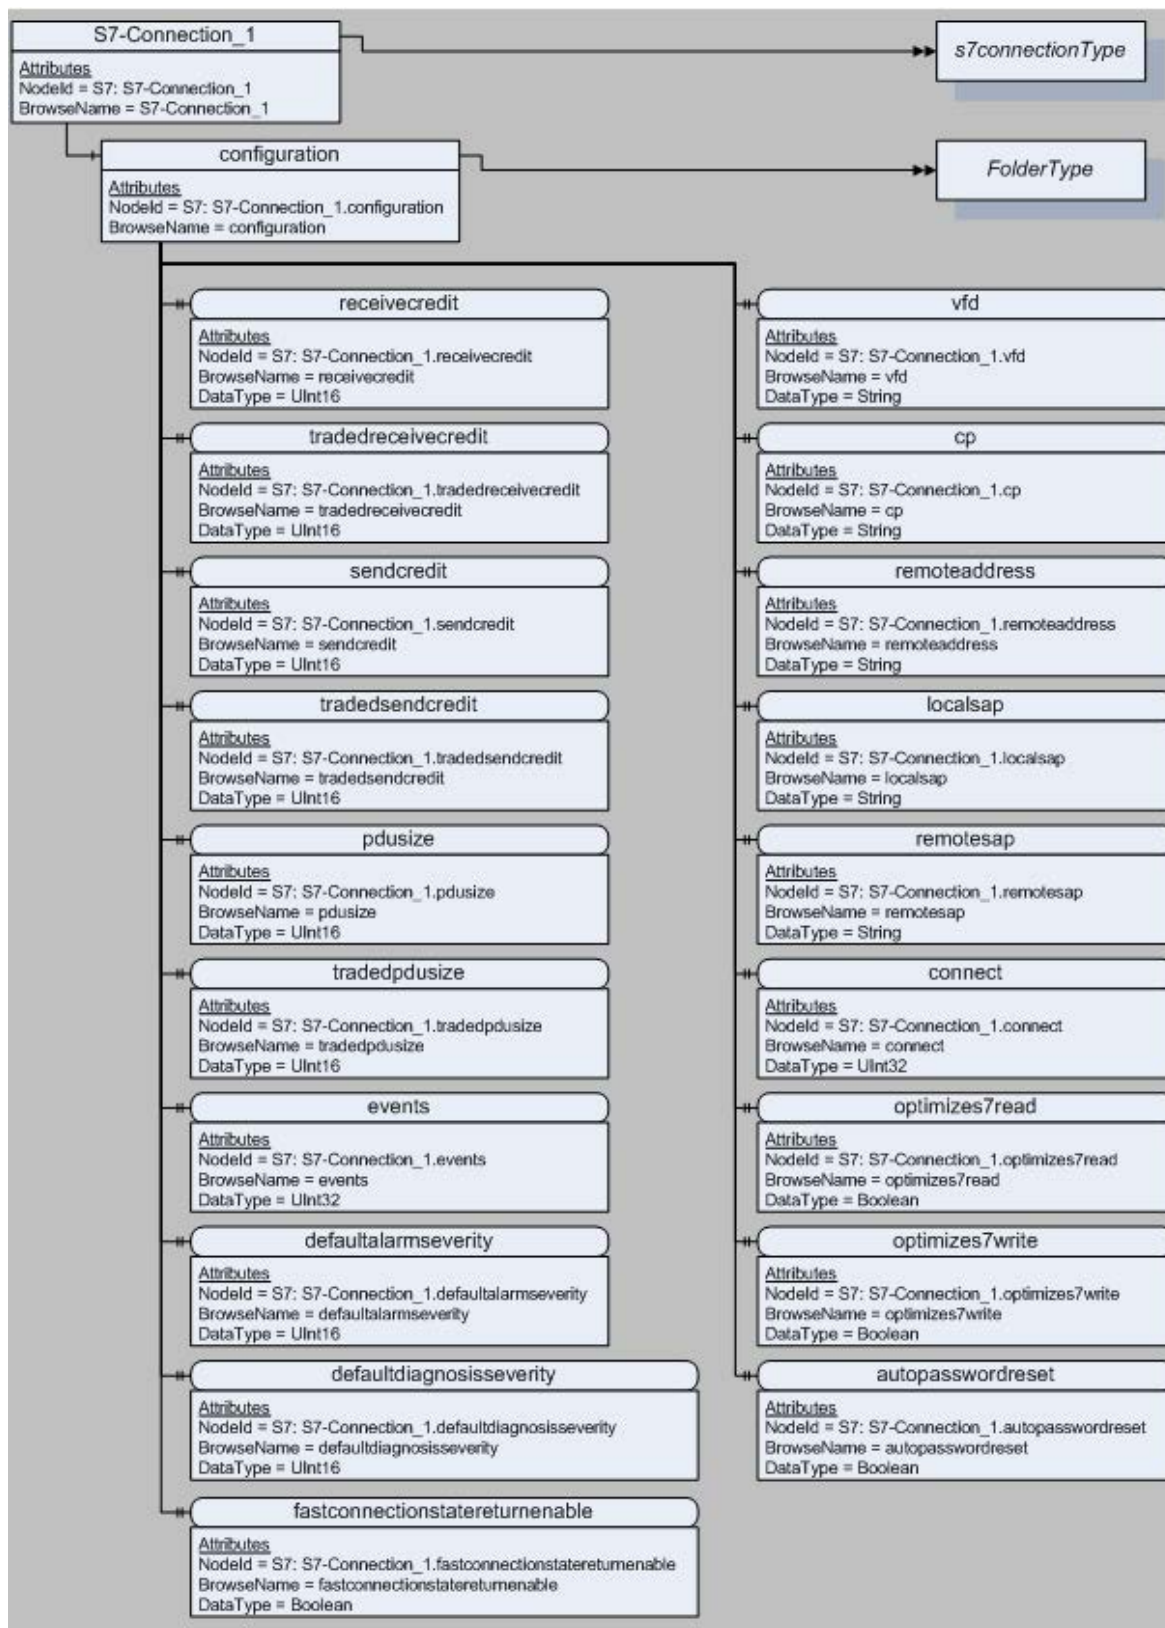 S7-Connection_1
Attributes
NodeId = S7: S7-Connection_1
BrowseName = S7-Connection_1
s7connectionType
configuration
Attributes
NodeId = S7: S7-Connection_1.configuration
BrowseName = configuration
FolderType
receivecredit
Attributes
NodeId = S7: S7-Connection_1.receivecredit
BrowseName = receivecredit
DataType = UInt16
tradedreceivecredit
Attributes
NodeId = S7: S7-Connection_1.tradedreceivecredit
BrowseName = tradedreceivecredit
DataType = UInt16
sendcredit
Attributes
NodeId = S7: S7-Connection_1.sendcredit
BrowseName = sendcredit
DataType = UInt16
tradedsendcredit
Attributes
NodeId = S7: S7-Connection_1.tradedsendcredit
BrowseName = tradedsendcredit
DataType = UInt16
pdusize
Attributes
NodeId = S7: S7-Connection_1.pdusize
BrowseName = pdusize
DataType = UInt16
tradedpdusize
Attributes
NodeId = S7: S7-Connection_1.tradedpdusize
BrowseName = tradedpdusize
DataType = UInt16
events
Attributes
NodeId = S7: S7-Connection_1.events
BrowseName = events
DataType = UInt32
defaultalarmseverity
Attributes
NodeId = S7: S7-Connection_1.defaultalarmseverity
BrowseName = defaultalarmseverity
DataType = UInt16
defaultdiagnosisseverity
Attributes
NodeId = S7: S7-Connection_1.defaultdiagnosisseverity
BrowseName = defaultdiagnosisseverity
DataType = UInt16
fastconnectionstatereturnenable
Attributes
NodeId = S7: S7-Connection_1.fastconnectionstatereturnenable
BrowseName = fastconnectionstatereturnenable
DataType = Boolean
vfd
Attributes
NodeId = S7: S7-Connection_1.vfd
BrowseName = vfd
DataType = String
cp
Attributes
NodeId = S7: S7-Connection_1.cp
BrowseName = cp
DataType = String
remoteaddress
Attributes
NodeId = S7: S7-Connection_1.remoteaddress
BrowseName = remoteaddress
DataType = String
localsap
Attributes
NodeId = S7: S7-Connection_1.localsap
BrowseName = localsap
DataType = String
remotesap
Attributes
NodeId = S7: S7-Connection_1.remotesap
BrowseName = remotesap
DataType = String
connect
Attributes
NodeId = S7: S7-Connection_1.connect
BrowseName = connect
DataType = UInt32
optimizes7read
Attributes
NodeId = S7: S7-Connection_1.optimizes7read
BrowseName = optimizes7read
DataType = Boolean
optimizes7write
Attributes
NodeId = S7: S7-Connection_1.optimizes7write
BrowseName = optimizes7write
DataType = Boolean
autopasswordreset
Attributes
NodeId = S7: S7-Connection_1.autopasswordreset
BrowseName = autopasswordreset
DataType = Boolean